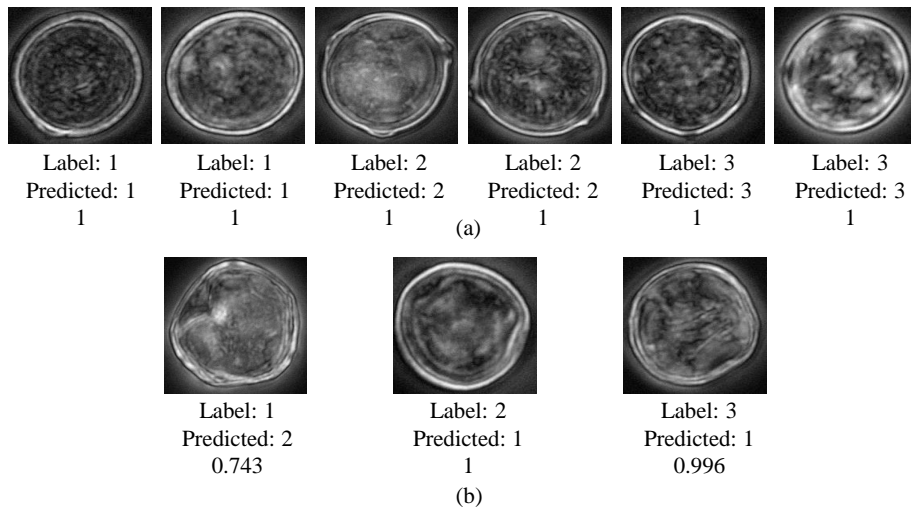 Label: 1 Label: 1 Label: 2 Label: 2 Label: 3 Label: 3
Predicted: 1 Predicted: 1 Predicted: 2 Predicted: 2 Predicted: 3 Predicted: 3
1 1 1 1 1 1
(a)
Label: 1 Label: 2 Label: 3
Predicted: 2 Predicted: 1 Predicted: 1
0.743 1 0.996
(b)